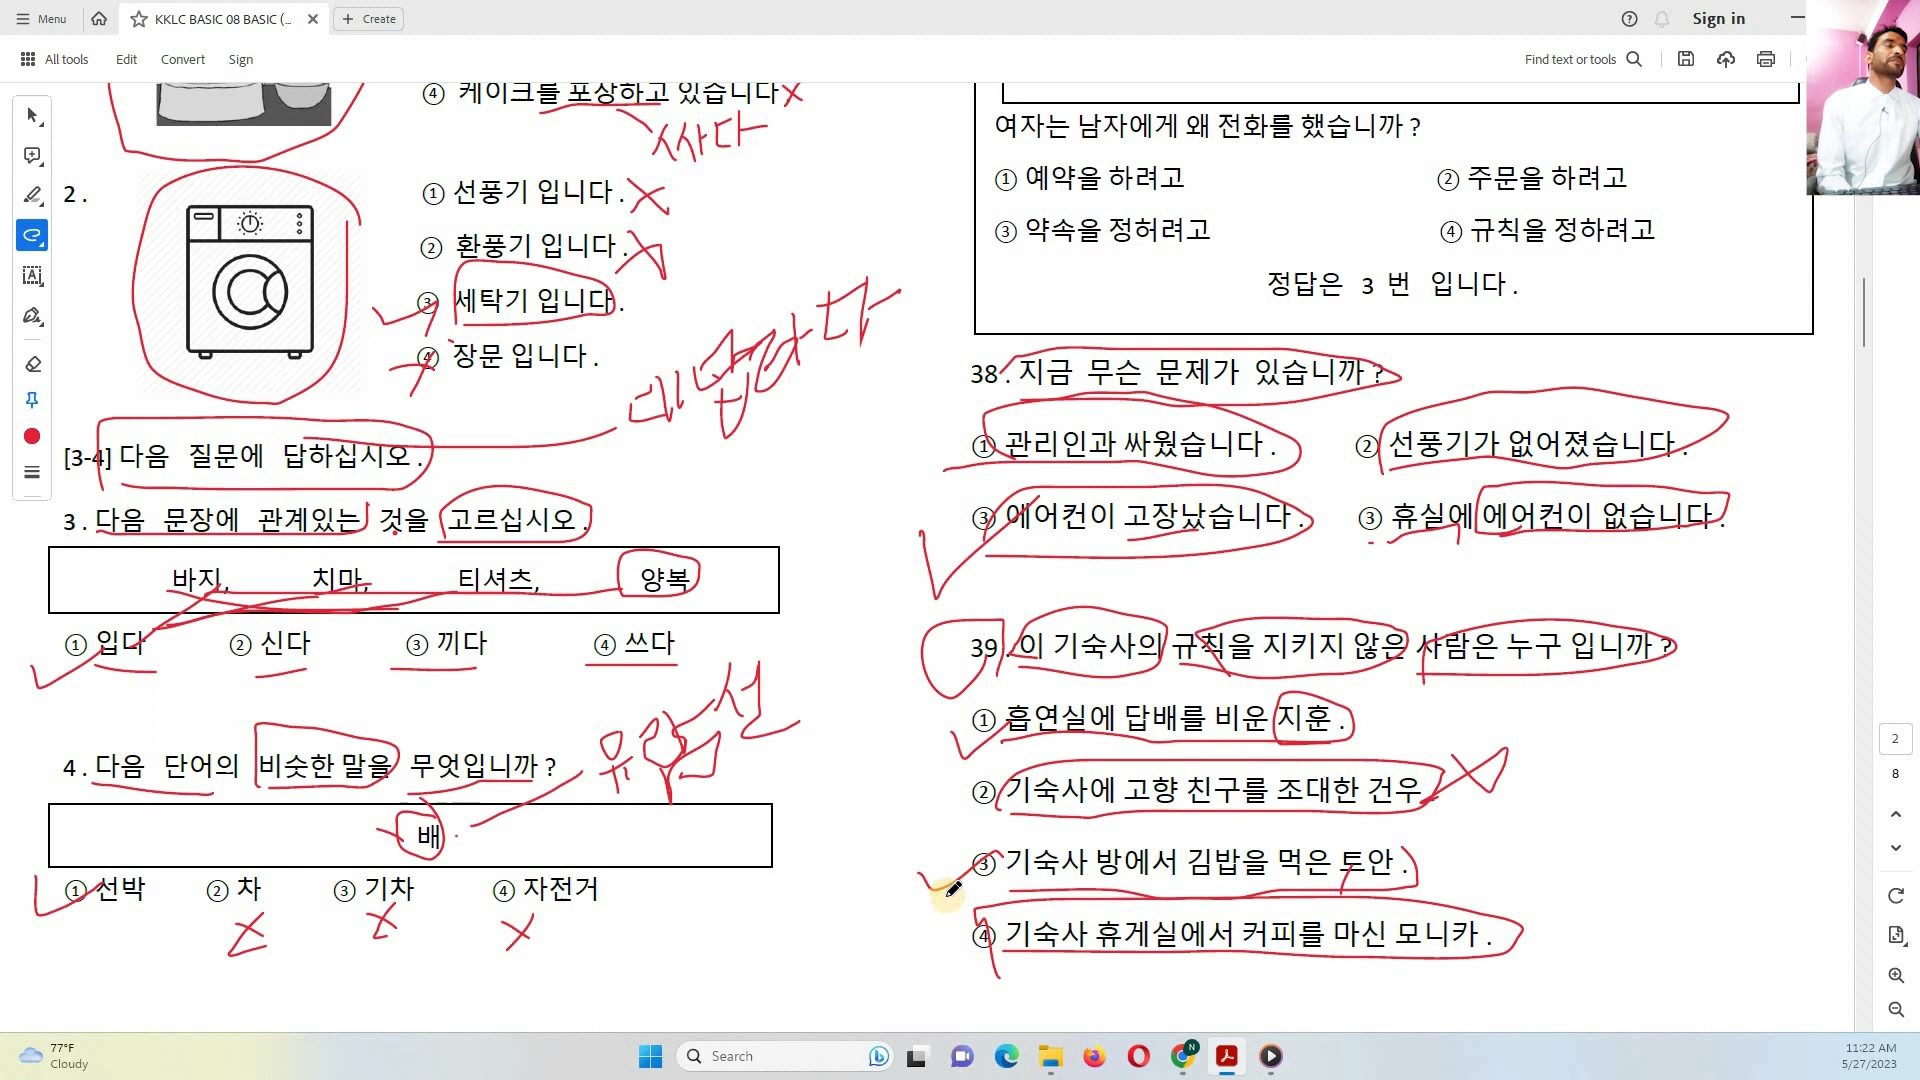 Menu
KKLC BASIC 08 BASIC (...
Create
Sign in
All tools
Edit
Convert
Sign
Find text or tools
④ 케이크를 포장하고 있습니다
싸다
2 .
① 선풍기 입니다 .
② 환풍기 입니다 .
③ 세탁기 입니다 .
④ 장문 입니다 .
[3-4] 다음 질문에 답하십시오 .
3 . 다음 문장에 관계있는 것을 고르십시오 .
바지, 치마, 티셔츠, 양복
① 입다 ② 신다 ③ 끼다 ④ 쓰다
4 . 다음 단어의 비슷한 말을 무엇입니까 ?
유람선
배
① 선박 ② 차 ③ 기차 ④ 자전거
여자는 남자에게 왜 전화를 했습니까 ?
① 예약을 하려고 ② 주문을 하려고
③ 약속을 정허려고 ④ 규칙을 정하려고
정답은 3 번 입니다 .
38 . 지금 무슨 문제가 있습니까 ?
① 관리인과 싸웠습니다 . ② 선풍기가 없어졌습니다 .
③ 에어컨이 고장났습니다 . ③ 휴실에 에어컨이 없습니다 .
39 . 이 기숙사의 규칙을 지키지 않은 사람은 누구 입니까 ?
① 흡연실에 답배를 비운 지훈 .
② 기숙사에 고향 친구를 조대한 건우 .
③ 기숙사 방에서 김밥을 먹은 토안 .
④ 기숙사 휴게실에서 커피를 마신 모니카 .
2
8
77°F
Cloudy
Search
N
11:22 AM
5/27/2023